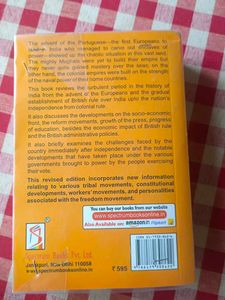 The advent of the Portuguese—the first Europeans to
India who managed to carve out
power—showed up the chaotic situation in this vast land.
The mighty Mughals were yet to build their empire but
they never quite gained mastery over the sea; on the
other hand, the colonial empires were built on the strength
of the naval power of their home countries.
This book reviews the turbulent period in the history of
India from the advent of the Europeans and the gradual
establishment of British rule over India upto the nation's
independence from colonial rule.
It also discusses the developments on the socio-economic
front, the reform movements, growth of the press, progress
of education, besides the economic impact of British rule
and the British administrative policies.
It also briefly examines the challenges faced by the
country immediately after independence and the notable
developments that have taken place under the various
governments brought to power by the people exercising
their vote.
This revised edition incorporates new information
relating to various tribal movements, constitutional
developments, workers' movements, and personalities
associated with the freedom movement.
You can buy our books from our website
www.spectrumbooksonline.in
Also Available on: amazon.in flipkart
Spectrum Books Pvt. Ltd.
Janakpuri, New Delhi 110058
spectrumbooksonline.in
₹ 595